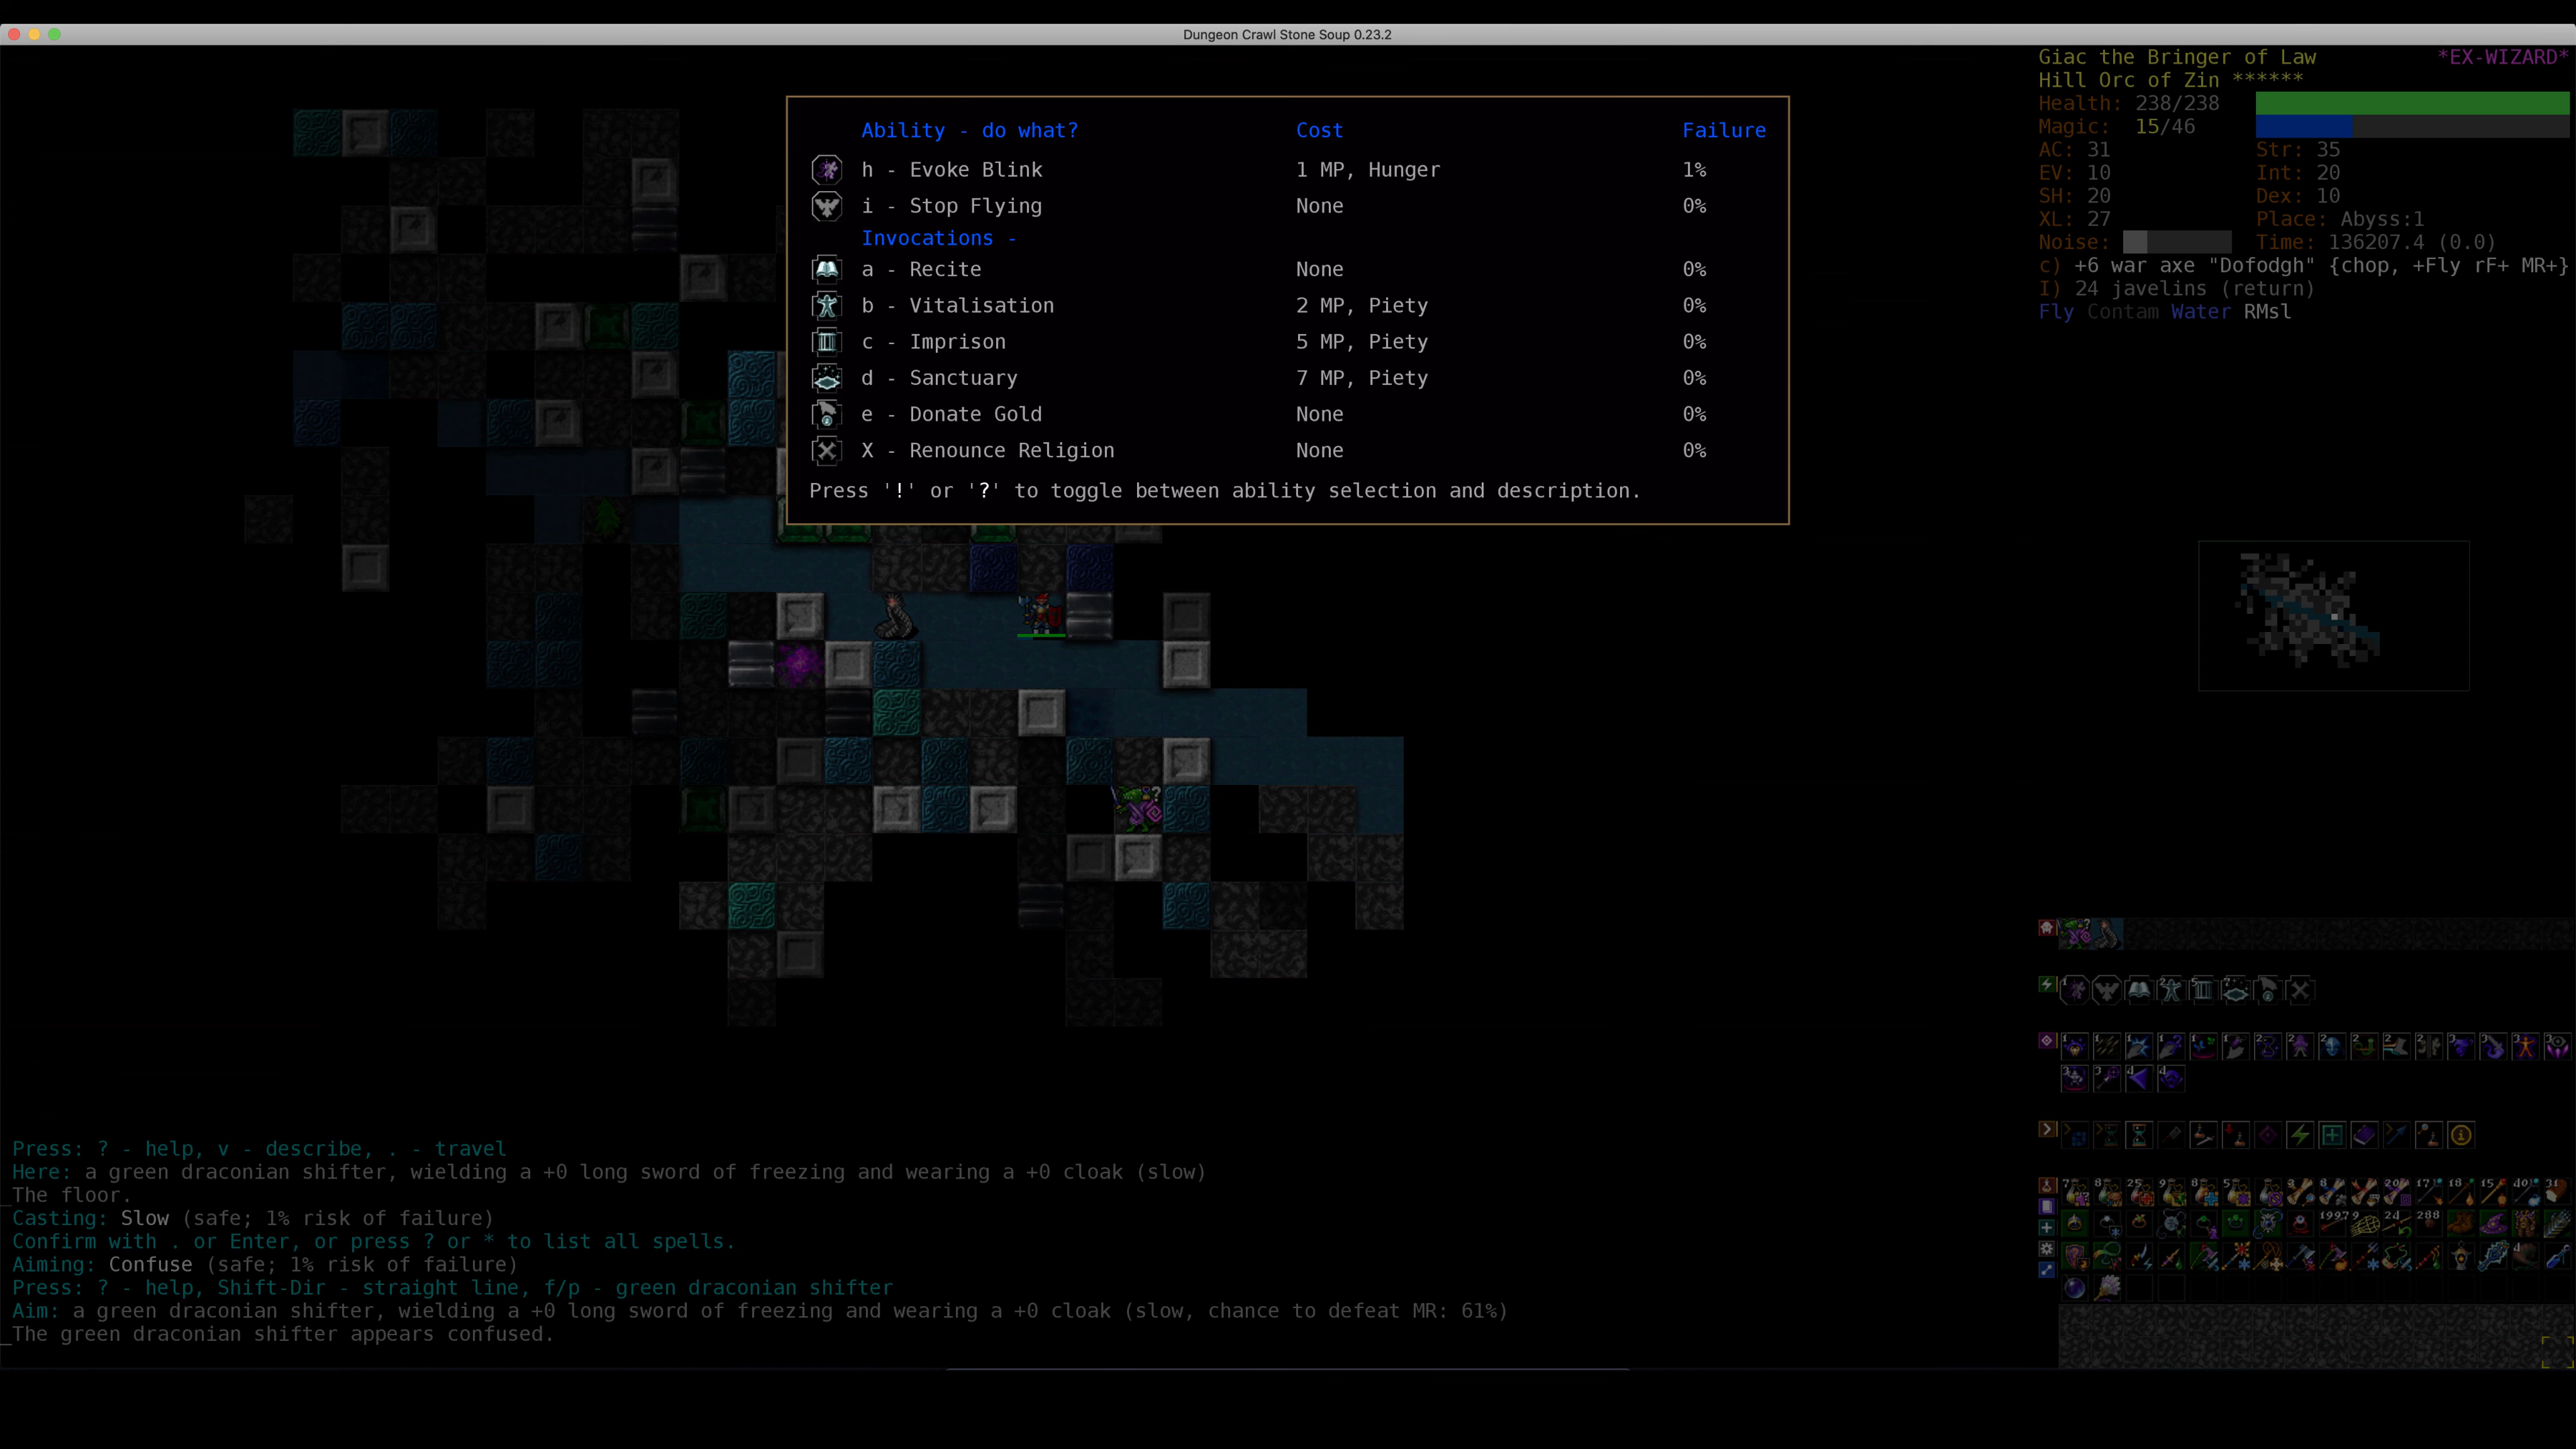 Dungeon Crawl Stone Soup 0.23.2
Giac the Bringer of Law *EX-WIZARD*
Hill Orc of Zin ******
Health: 238/238
Magic: 15/46
AC: 31 Str: 35
EV: 10 Int: 20
SH: 20 Dex: 10
XL: 27 Place: Abyss:1
Noise: Time: 136207.4 (0.0)
c) +6 war axe "Dofodgh" {chop, +Fly rF+ MR+}
I) 24 javelins (return)
Fly Contam Water RMsl
Ability - do what? Cost Failure
h - Evoke Blink 1 MP, Hunger 1%
i - Stop Flying None 0%
Invocations -
a - Recite None 0%
b - Vitalisation 2 MP, Piety 0%
c - Imprison 5 MP, Piety 0%
d - Sanctuary 7 MP, Piety 0%
e - Donate Gold None 0%
X - Renounce Religion None 0%
Press '!' or '?' to toggle between ability selection and description.
Press: ? - help, v - describe, . - travel
Here: a green draconian shifter, wielding a +0 long sword of freezing and wearing a +0 cloak (slow)
_The floor.
Casting: Slow (safe; 1% risk of failure)
Confirm with . or Enter, or press ? or * to list all spells.
Aiming: Confuse (safe; 1% risk of failure)
Press: ? - help, Shift-Dir - straight line, f/p - green draconian shifter
Aim: a green draconian shifter, wielding a +0 long sword of freezing and wearing a +0 cloak (slow, chance to defeat MR: 61%)
_The green draconian shifter appears confused.